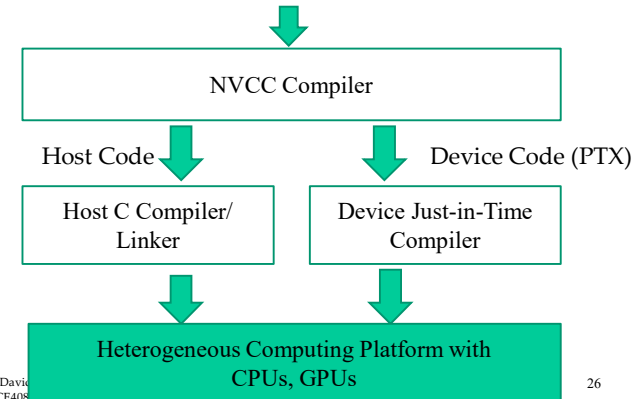 NVCC Compiler
Host Code
Device Code (PTX)
Host C Compiler/
Linker
Device Just-in-Time
Compiler
Heterogeneous Computing Platform with
CPUs, GPUs
26